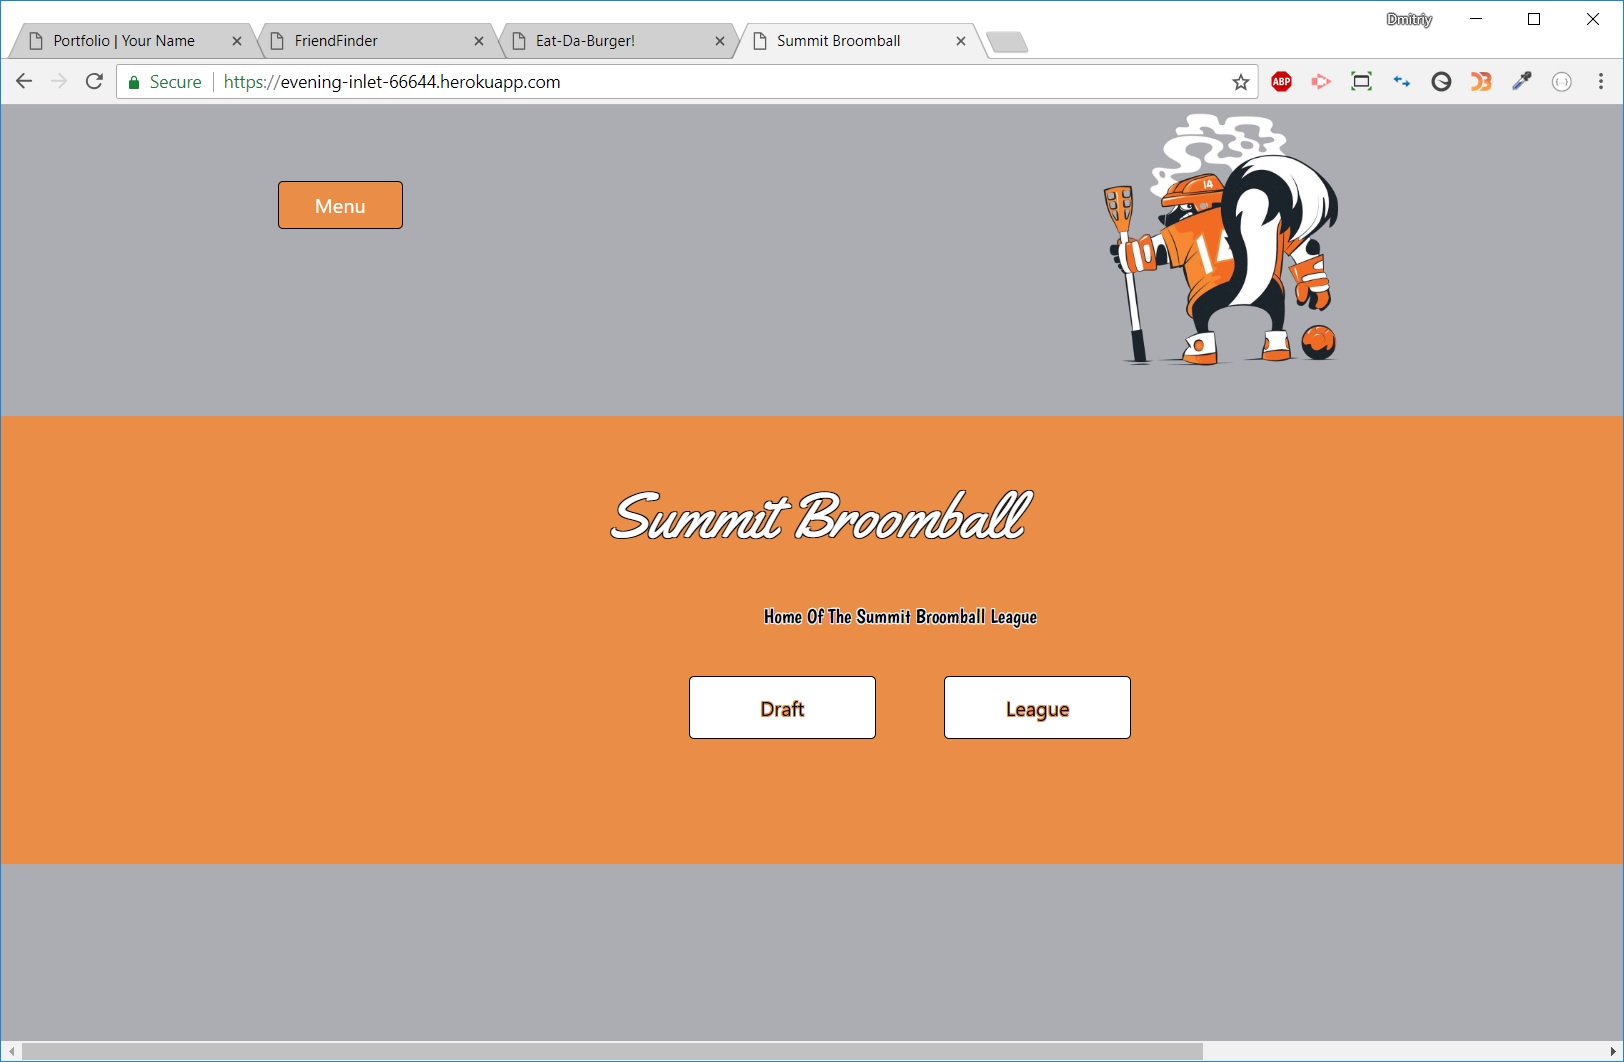 Dmitriy
Portfolio | Your Name
FriendFinder
Eat-Da-Burger!
Summit Broomball
Secure
https://evening-inlet-66644.herokuapp.com
ABP
Menu
14
14
Summit Broomball
Home Of The Summit Broomball League
Draft
League